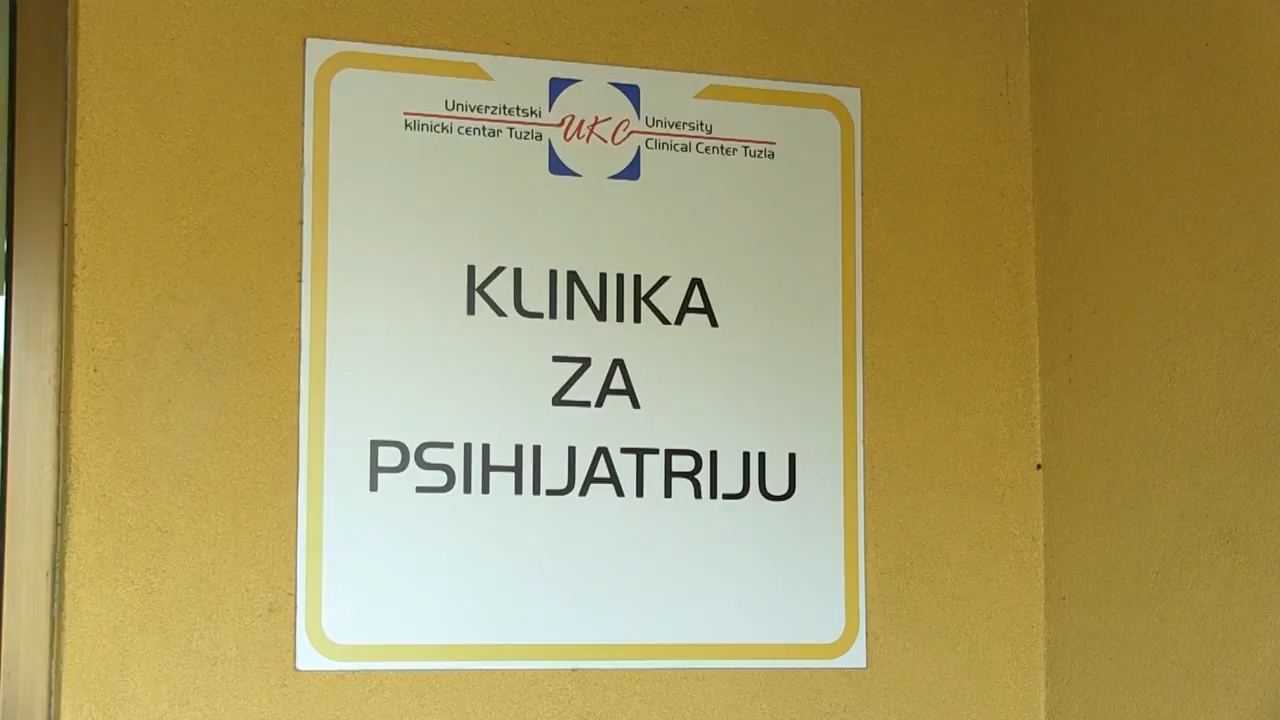 Univerzitetski
klinicki centar Tuzla
UKC
University
Clinical Center Tuzla
KLINIKA
ZA
PSIHIJATRIJU